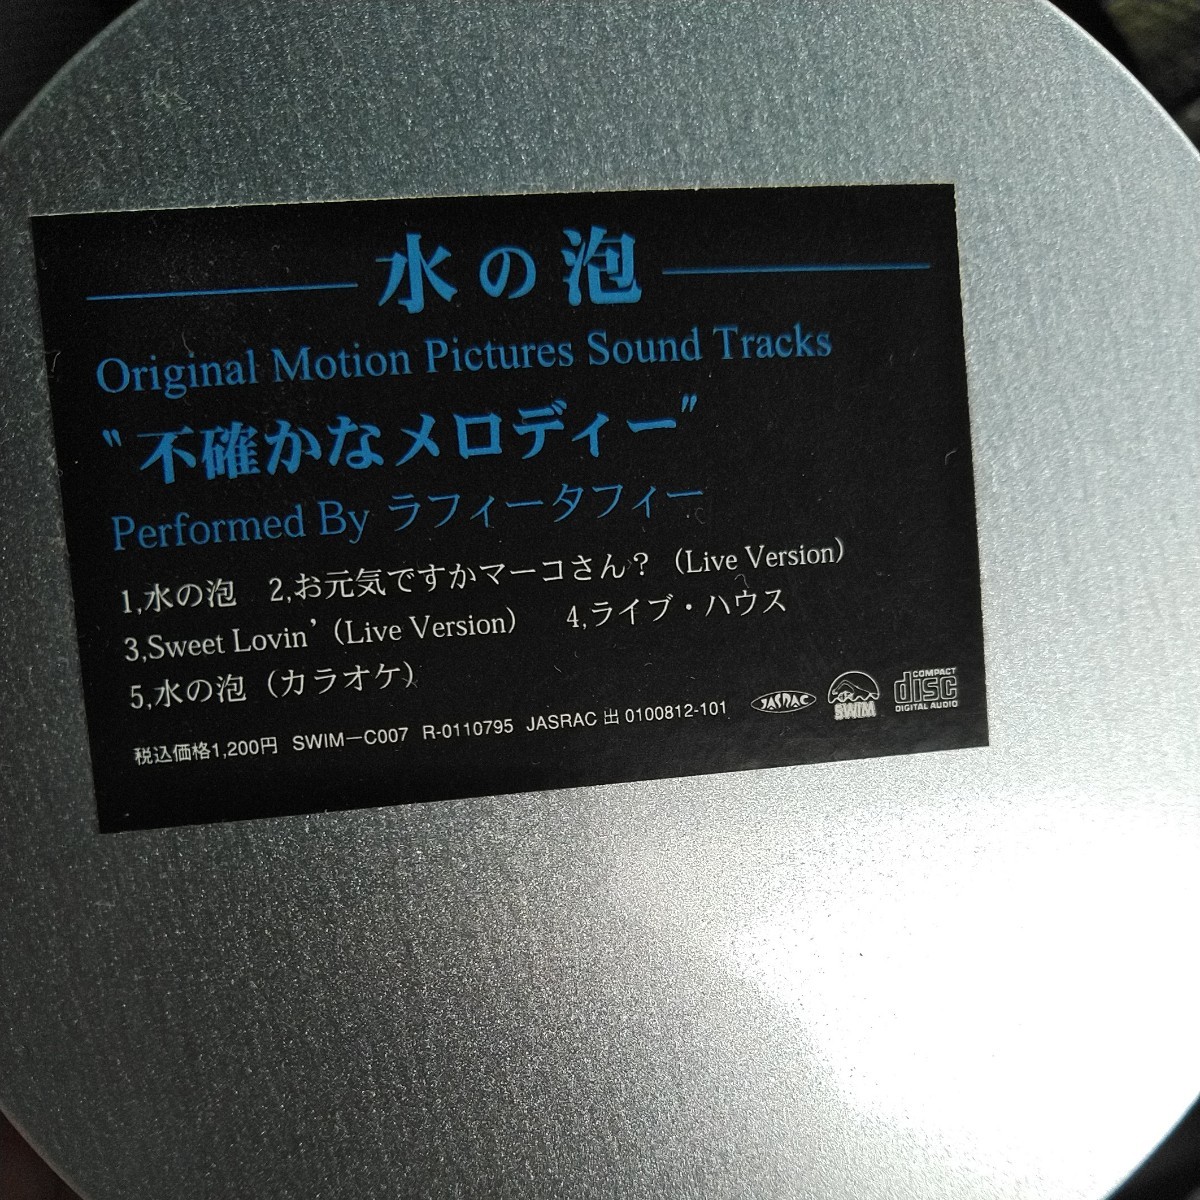 水の泡
Original Motion Pictures Sound Tracks
"不確かなメロディー"
Performed By ラフィータフィー
1,水の泡　2,お元気ですかマーコさん？ (Live Version)
3,Sweet Lovin' (Live Version)　4,ライブ・ハウス
5,水の泡 (カラオケ)
税込価格1,200円 SWIM－C007 R-0110795 JASRAC 出 0100812-101
JASRAC
SWIM
COMPACT
disc
DIGITAL AUDIO